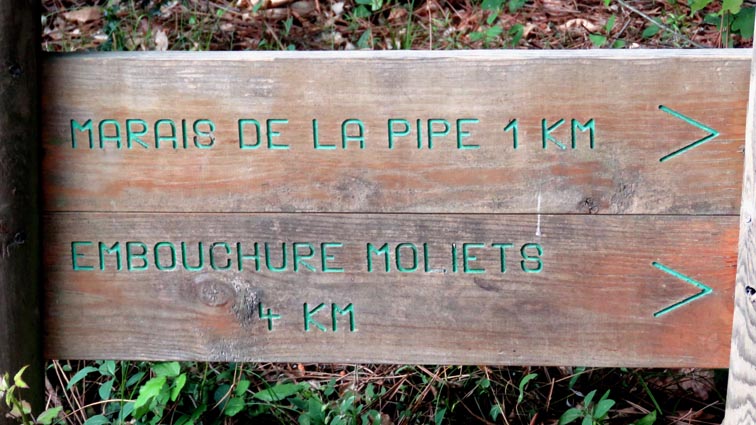 MARAIS DE LA PIPE 1 KM >
EMBOUCHURE MOLIETS >
4 KM